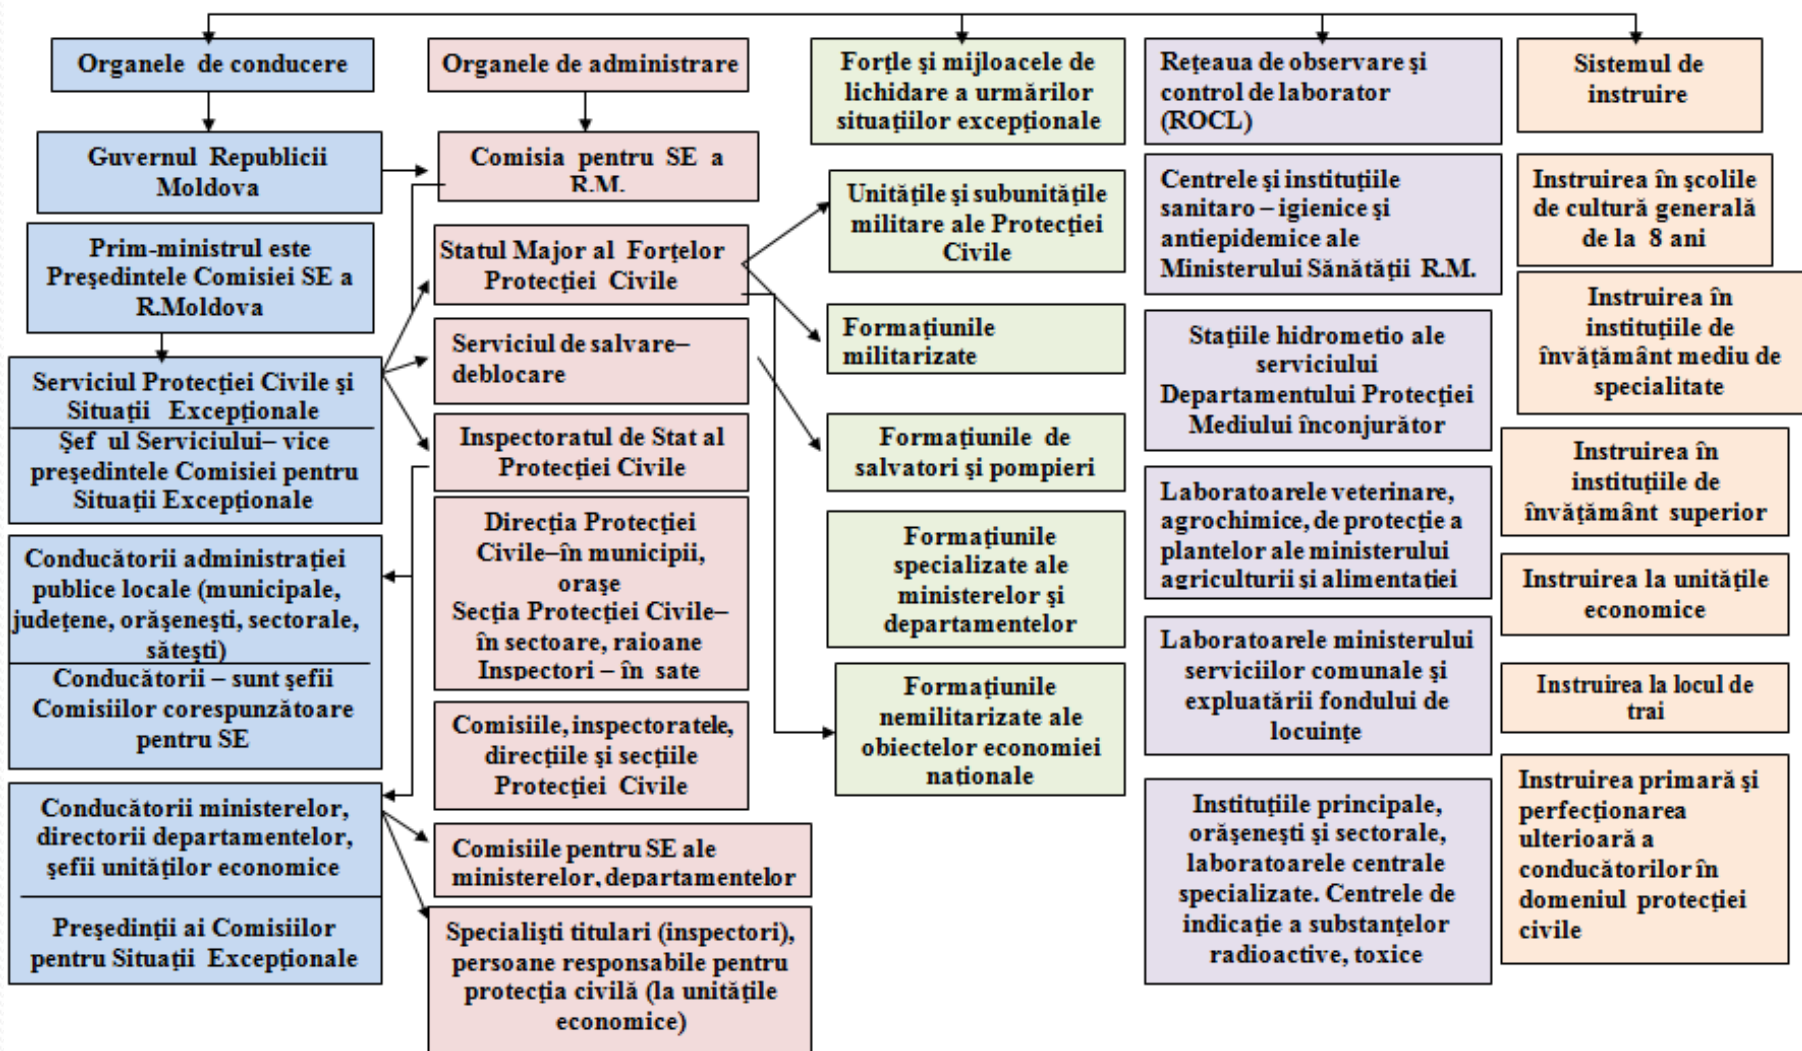 Organele de conducere
Guvernul Republicii
Moldova
Prim-ministrul este
Preşedintele Comisiei SE a
R.Moldova
Serviciul Protecţiei Civile şi
Situaţii Excepţionale
Şef ul Serviciului– vice
preşedintele Comisiei pentru
Situaţii Excepţionale
Conducătorii administraţiei
publice locale (municipale,
judeţene, orăşeneşti, sectorale,
săteşti)
Conducătorii – sunt şefii
Comisiilor corespunzătoare
pentru SE
Conducătorii ministerelor,
directorii departamentelor,
şefii unităţilor economice
Preşedinţii ai Comisiilor
pentru Situaţii Excepţionale
Organele de administrare
Comisia pentru SE a
R.M.
Statul Major al Forţelor
Protecţiei Civile
Serviciul de salvare–
deblocare
Inspectoratul de Stat al
Protecţiei Civile
Direcţia Protecţiei
Civile–în municipii,
oraşe
Secţia Protecţiei Civile–
în sectoare, raioane
Inspectori – în sate
Comisiile, inspectoratele,
direcţiile şi secţiile
Protecţiei Civile
Comisiile pentru SE ale
ministerelor, departamentelor
Specialişti titulari (inspectori),
persoane responsabile pentru
protecţia civilă (la unităţile
economice)
Forţle şi mijloacele de
lichidare a urmărilor
situaţiilor excepţionale
Unităţile şi subunităţile
militare ale Protecţiei
Civile
Formaţiunile
militarizate
Formaţiunile de
salvatori şi pompieri
Formaţiunile
specializate ale
ministerelor şi
departamentelor
Formaţiunile
nemilitarizate ale
obiectelor economiei
naţionale
Reţeaua de observare şi
control de laborator
(ROCL)
Centrele şi instituţiile
sanitaro – igienice şi
antiepidemice ale
Ministerului Sănătăţii R.M.
Staţiile hidrometio ale
serviciului
Departamentului Protecţiei
Mediului înconjurător
Laboratoarele veterinare,
agrochimice, de protecţie a
plantelor ale ministerului
agriculturii şi alimentaţiei
Laboratoarele ministerului
serviciilor comunale şi
expluatării fondului de
locuinţe
Instituţiile principale,
orăşeneşti şi sectorale,
laboratoarele centrale
specializate. Centrele de
indicaţie a substanţelor
radioactive, toxice
Sistemul de
instruire
Instruirea în şcolile
de cultură generală
de la 8 ani
Instruirea în
instituţiile de
învăţământ mediu de
specialitate
Instruirea în
instituţiile de
învăţământ superior
Instruirea la unităţile
economice
Instruirea la locul de
trai
Instruirea primară şi
perfecţionarea
ulterioară a
conducătorilor în
domeniul protecţiei
civile